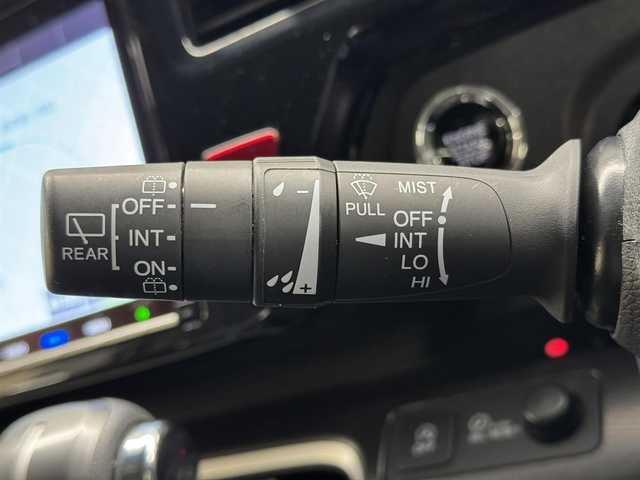 OFF
INT
ON
REAR
-
+
PULL
MIST
OFF
INT
LO
HI